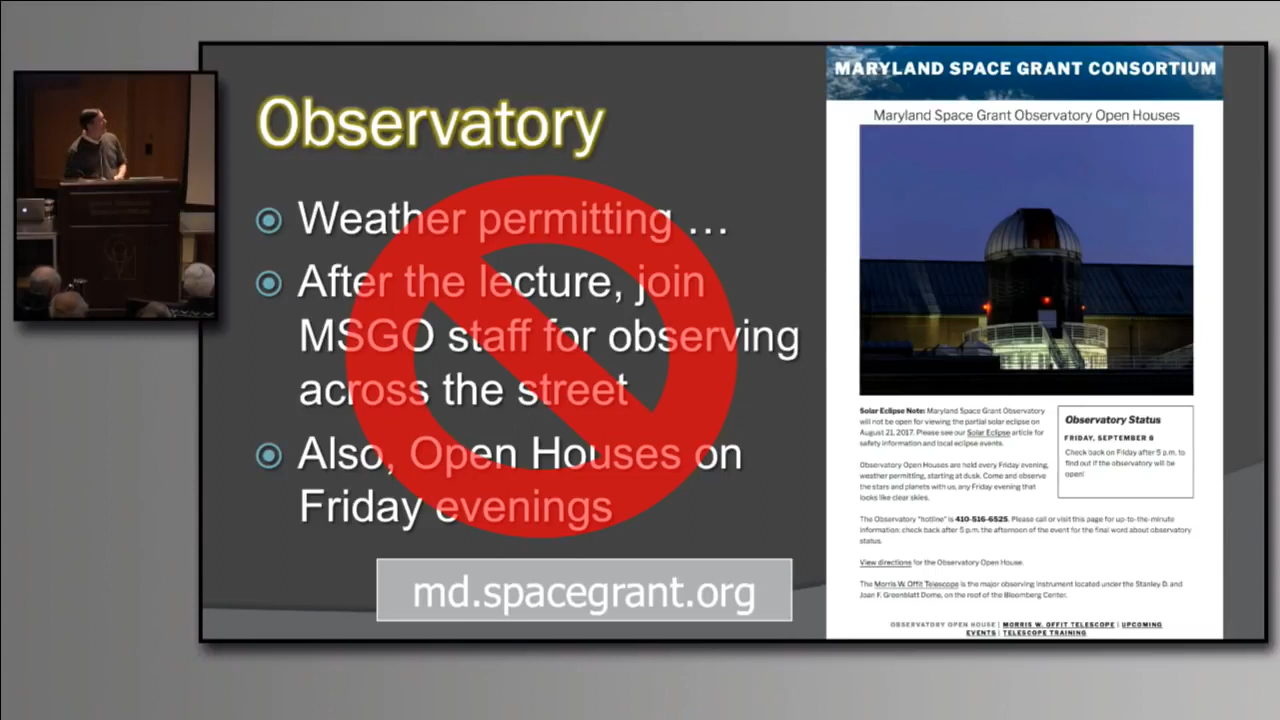 Observatory
Weather permitting …
After the lecture, join
MSGO staff for observing
across the street
Also, Open Houses on
Friday evenings
md.spacegrant.org
MARYLAND SPACE GRANT CONSORTIUM
Maryland Space Grant Observatory Open Houses
Solar Eclipse Note: Maryland Space Grant Observatory
will not be open for viewing the partial solar eclipse on
August 21, 2017. Please see our Solar Eclipse article for
safety information and local eclipse events.
Observatory Open Houses are held every Friday evening,
weather permitting, starting at dusk. Come and observe
the stars and planets with us, any Friday evening that
looks like clear skies.
Observatory Status
FRIDAY, SEPTEMBER 8
Check back on Friday after 5 p.m. to
find out if the observatory will be
open!
The Observatory "hotline" is 410-516-6525. Please call or visit this page for up-to-the-minute
information: check back after 5 p.m. the afternoon of the event for the final word about observatory
status.
View directions for the Observatory Open House.
The Morris W. Offit Telescope is the major observing instrument located under the Stanley D. and
Joan F. Greenblatt Dome, on the roof of the Bloomberg Center.
OBSERVATORY OPEN HOUSE | MORRIS W. OFFIT TELESCOPE | UPCOMING
EVENTS | TELESCOPE TRAINING